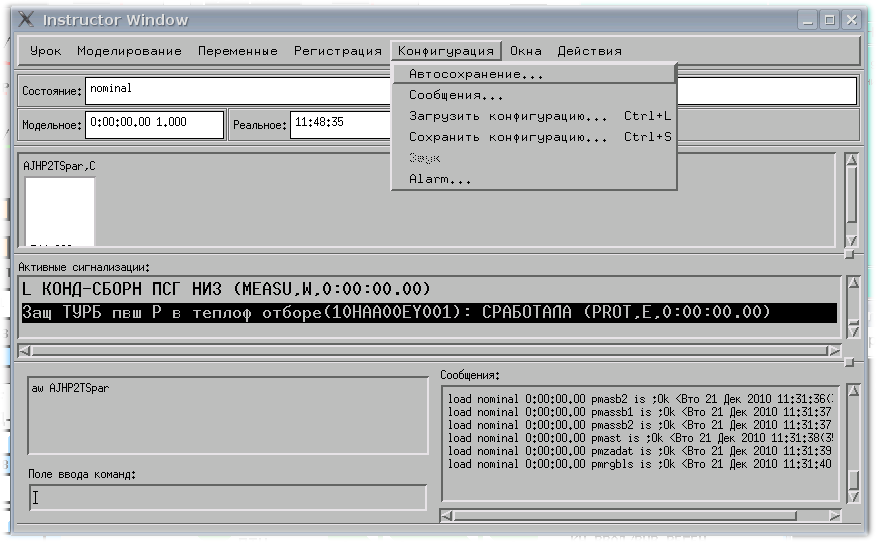 Instructor Window
Урок Моделирование Переменные Регистрация Конфигурация Окна Действия
Состояние: nominal
Модельное: 0:00:00.00 1.000 Реальное: 11:48:35
Автосохранение...
Сообщения...
Загрузить конфигурацию... Ctrl+L
Сохранить конфигурацию... Ctrl+S
Звук
Alarm...
AJHP2TSpar,C
Активные сигнализации:
L КОНД-СБОРН ПСГ НИЗ (MEASU,W,0:00:00.00)
Защ ТУРБ пвш Р в теплоф отборе(10HAA00EY001): СРАБОТАЛА (PROT,E,0:00:00.00)
aw AJHP2TSpar
Поле ввода команд:
Сообщения:
load nominal 0:00:00.00 pmasb2 is ;Ok <Вто 21 Дек 2010 11:31:36(
load nominal 0:00:00.00 pmassb1 is ;Ok <Вто 21 Дек 2010 11:31:37
load nominal 0:00:00.00 pmassb2 is ;Ok <Вто 21 Дек 2010 11:31:37
load nominal 0:00:00.00 pmast is ;Ok <Вто 21 Дек 2010 11:31:38(
load nominal 0:00:00.00 pmzadat is ;Ok <Вто 21 Дек 2010 11:31:39
load nominal 0:00:00.00 pmrgbls is ;Ok <Вто 21 Дек 2010 11:31:40